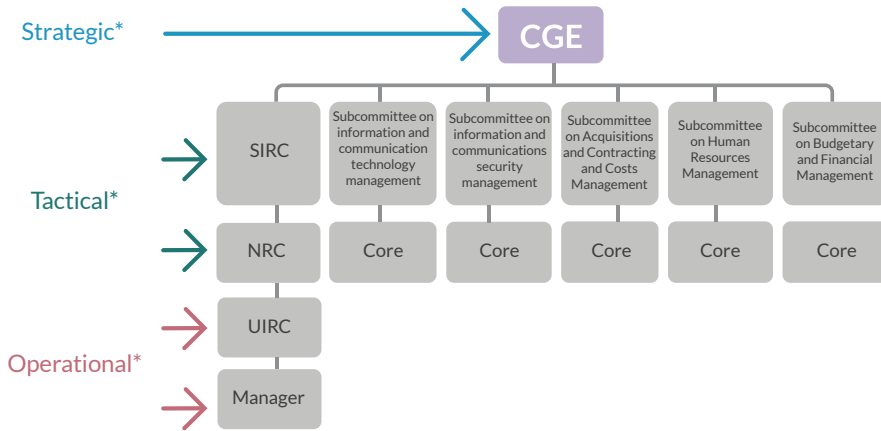 Strategic*
CGE
SIRC
Subcommittee on
information and
communication
technology
management
Subcommittee on
information and
communications
security
management
Subcommittee
on Acquisitions
and Contracting
and Costs
Management
Subcommittee
on Human
Resources
Management
Subcommittee
on Budgetary
and Financial
Management
Tactical*
NRC
Core
Core
Core
Core
Core
UIRC
Operational*
Manager